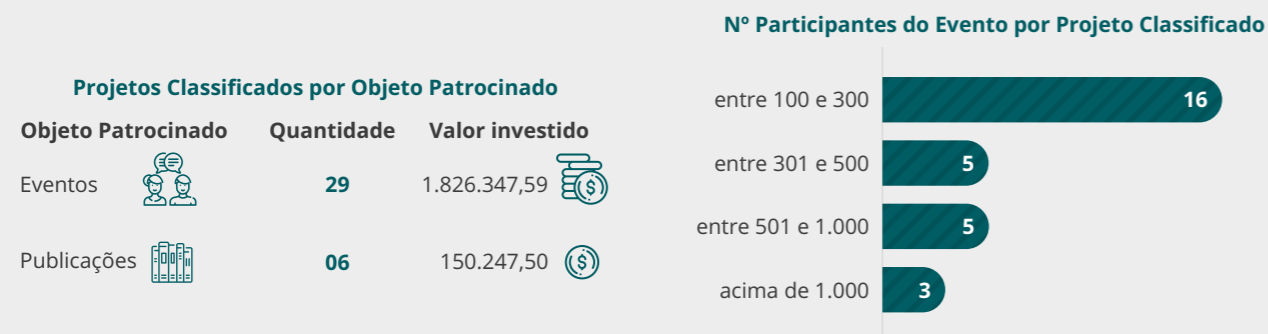 Projetos Classificados por Objeto Patrocinado
Objeto Patrocinado Quantidade Valor investido
Eventos 29 1.826.347,59
Publicações 06 150.247,50
Nº Participantes do Evento por Projeto Classificado
entre 100 e 300 16
entre 301 e 500 5
entre 501 e 1.000 5
acima de 1.000 3